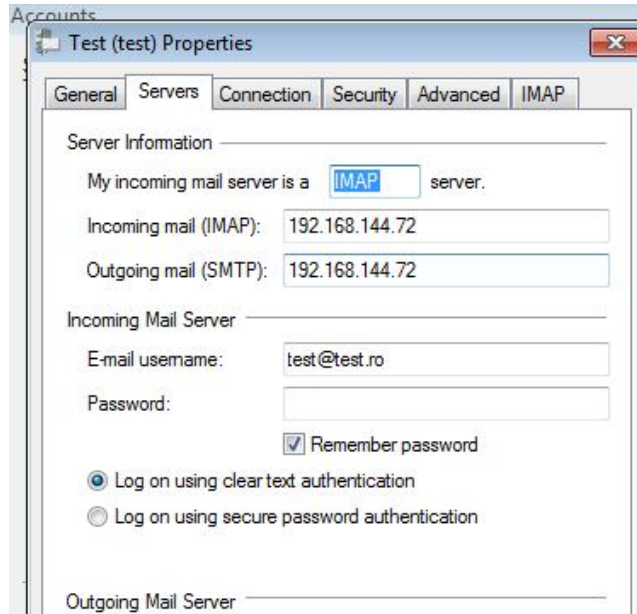 Accounts
Test (test) Properties
General Servers Connection Security Advanced IMAP
Server Information
My incoming mail server is a IMAP server.
Incoming mail (IMAP): 192.168.144.72
Outgoing mail (SMTP): 192.168.144.72
Incoming Mail Server
E-mail username: test@test.ro
Password:
Remember password
Log on using clear text authentication
Log on using secure password authentication
Outgoing Mail Server